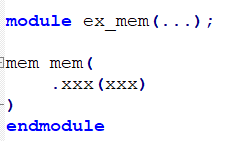 module ex_mem(...);
mem mem(
.xxx(xxx)
)
endmodule